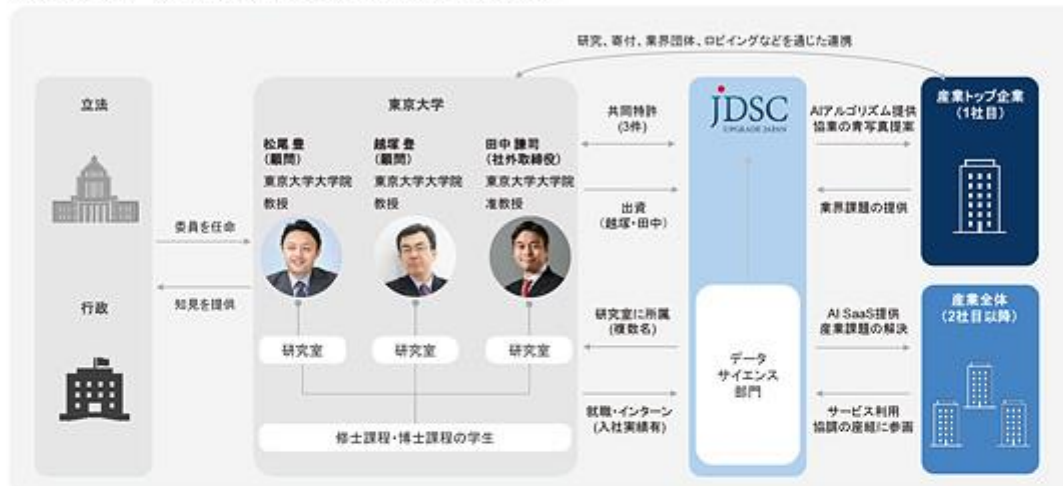 研究、寄付、業界団体、ロビイングなどを通じた連携
立法
行政
委員を任命
知見を提供
東京大学
松尾 豊
(顧問)
東京大学大学院
教授
越塚 登
(顧問)
東京大学大学院
教授
田中 謙司
(社外取締役)
東京大学大学院
准教授
研究室
研究室
研究室
修士課程・博士課程の学生
共同特許
(3件)
出資
(越塚・田中)
研究室に所属
(複数名)
就職・インターン
(入社実績有)
JDSC
UPGRADE JAPAN
データ
サイエンス
部門
AIアルゴリズム提供
協業の青写真提案
業界課題の提供
AI SaaS提供
産業課題の解決
サービス利用
協調の座組に参画
産業トップ企業
(1社目)
産業全体
(2社目以降)